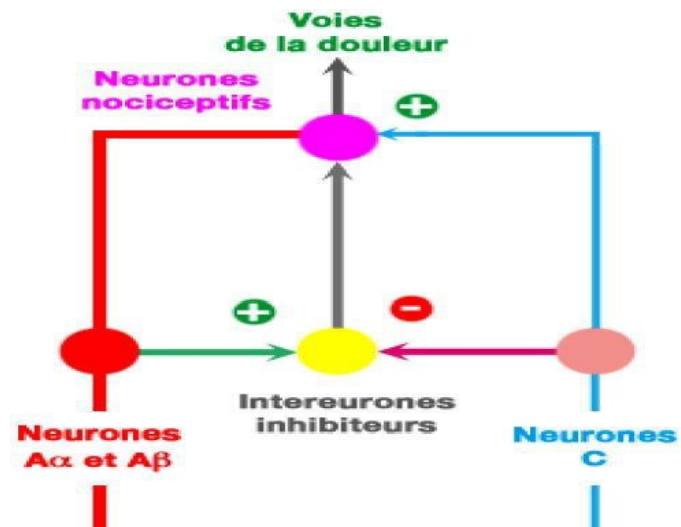 Voies
de la douleur
Neurones
nociceptifs
+
+
-
Intereurones
inhibiteurs
Neurones
Aα et Aβ
Neurones
C